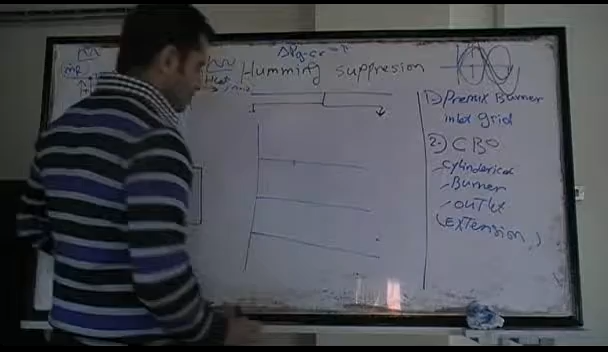 Humming suppresion
1) Premix Burner
inlet grid
2-) CBO
Cylinderical
Burner
outlet
(EXTENSION)